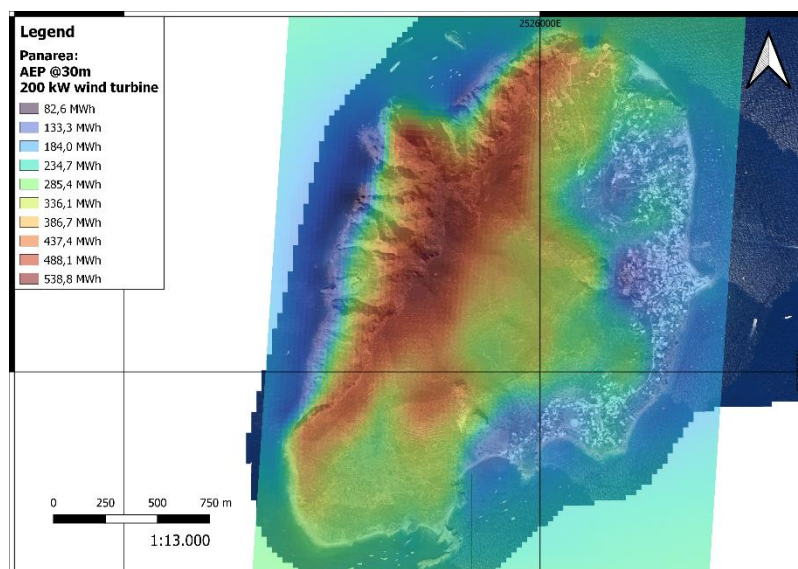 Legend
Panarea:
AEP @30m
200 kW wind turbine
82,6 MWh
133,3 MWh
184,0 MWh
234,7 MWh
285,4 MWh
336,1 MWh
386,7 MWh
437,4 MWh
488,1 MWh
538,8 MWh
2526000E
0 250 500 750 m
1:13.000